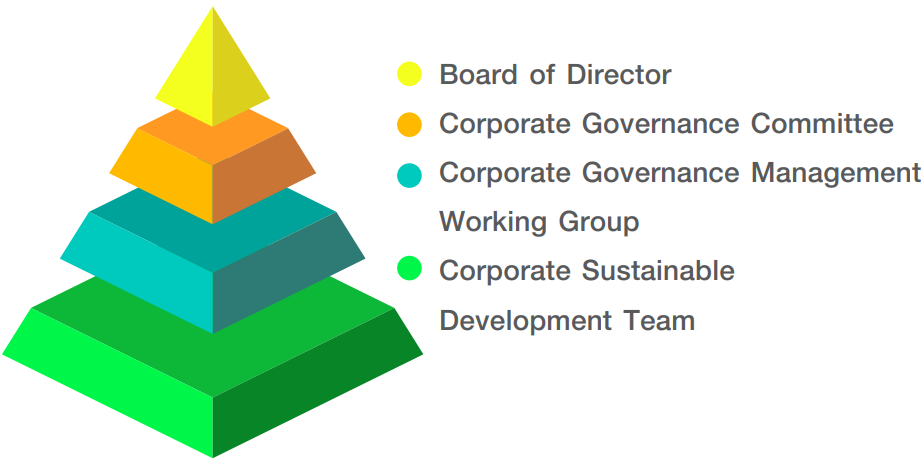 Board of Director
Corporate Governance Committee
Corporate Governance Management
Working Group
Corporate Sustainable
Development Team